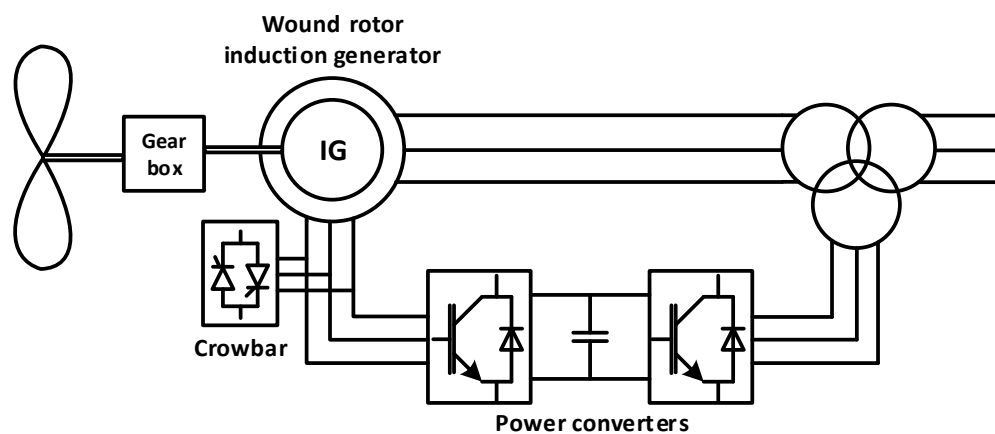 Wound rotor
induction generator
Gear
box
IG
Crowbar
Power converters